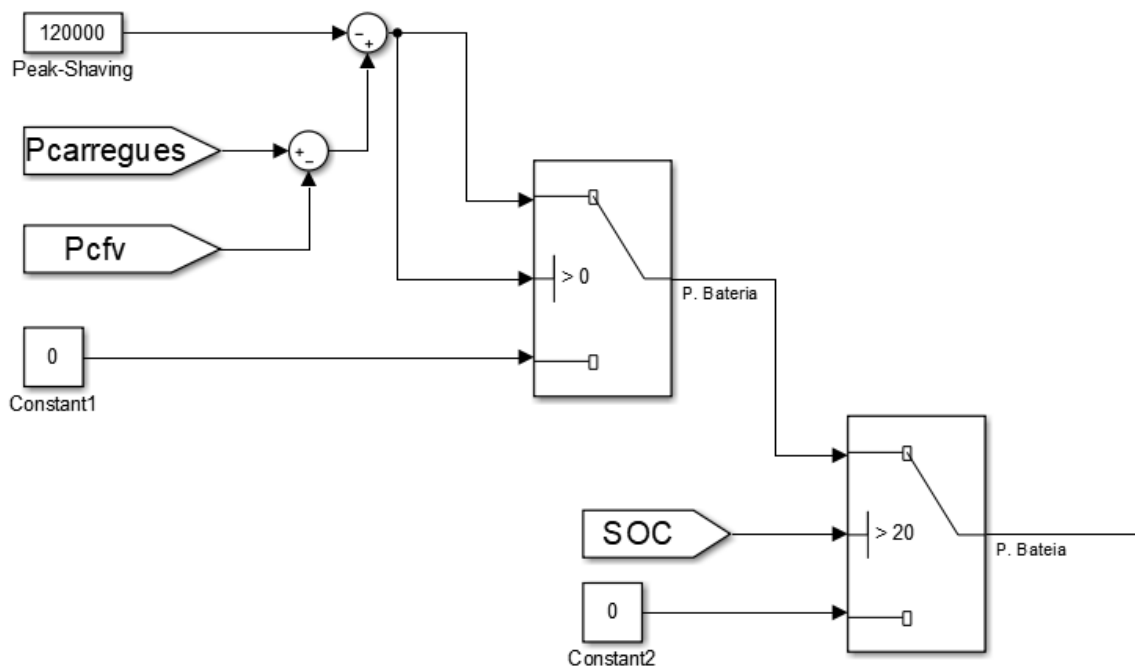 120000
Peak-Shaving
Pcarregues
Pcfv
0
Constant1
> 0
P. Bateria
SOC
> 20
P. Bateia
0
Constant2